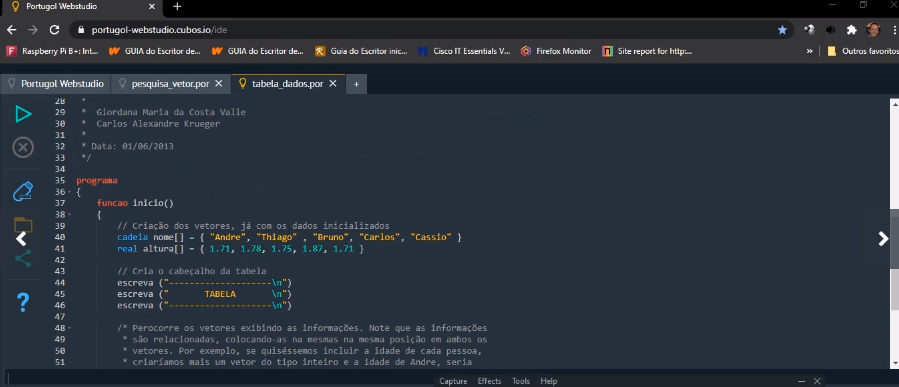 Portugol Webstudio
portugol-webstudio.cubos.io/ide
Raspberry Pi B+: Int... GUIA do Escritor de... GUIA do Escritor de... Guia do Escritor inic... Cisco IT Essentials V... Firefox Monitor Site report for http:... » Outros favoritos
Portugol Webstudio pesquisa_vetor.por tabela_dados.por +
28 *
29 * Giordana Maria da Costa Valle
30 * Carlos Alexandre Krueger
31 *
32 * Data: 01/06/2013
33 */
34
35 programa
36 {
37 funcao inicio()
38 {
39 // Criação dos vetores, já com os dados inicializados
40 cadeia nome[] = { "Andre", "Thiago" , "Bruno", "Carlos", "Cassio" }
41 real altura[] = { 1.71, 1.78, 1.75, 1.87, 1.71 }
42
43 // Cria o cabeçalho da tabela
44 escreva ("--------------------\n")
45 escreva ("       TABELA       \n")
46 escreva ("--------------------\n")
47
48 /* Perocorre os vetores exibindo as informações. Note que as informações
49 * são relacionadas, colocando-as na mesmas na mesma posição em ambos os
50 * vetores. Por exemplo, se quiséssemos incluir a idade de cada pessoa,
51 * criaríamos mais um vetor do tipo inteiro e a idade de Andre, seria
?
Capture Effects Tools Help